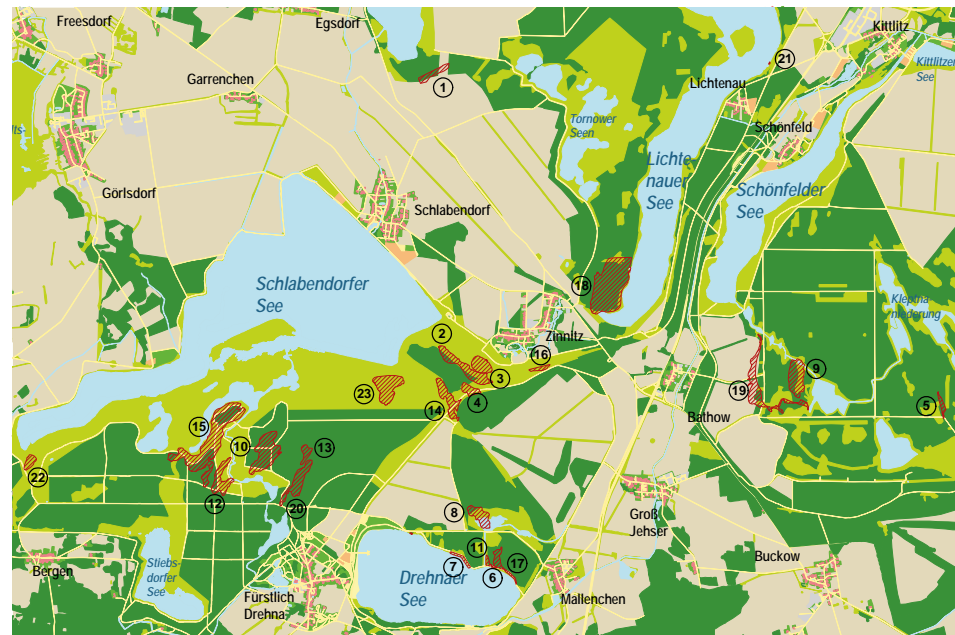 Freesdorf
Egsdorf
Kittlitz
Garrenchen
1
Lichtenau
21
Kittlitzer
See
Tornower
Seen
Schönfeld
Görlsdorf
Lichte-
nauer
See
Schönfelder
See
Schlabendorf
Schlabendorfer
See
18
Kleptna-
niederung
2
Zinnitz
16
3
9
19
23
4
5
14
Bathow
15
10
13
22
12
20
8
Groß
Jehser
11
Bergen
Stiebs-
dorfer
See
7
6
17
Buckow
Drehnaer
See
Fürstlich
Drehna
Mallenchen